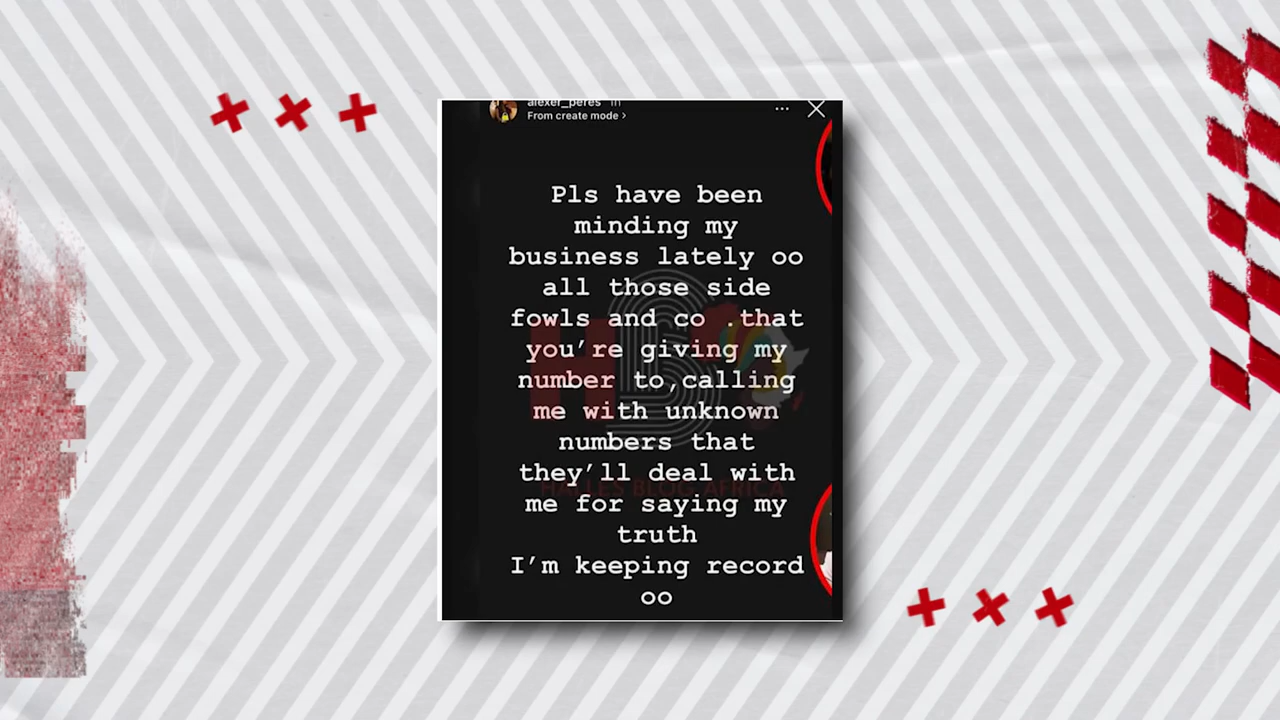 alexer_peres 1h
From create mode ›
Pls have been
minding my
business lately oo
all those side
fowls and co .that
you’re giving my
number to,calling
me with unknown
numbers that
they’ll deal with
me for saying my
truth
I’m keeping record
oo